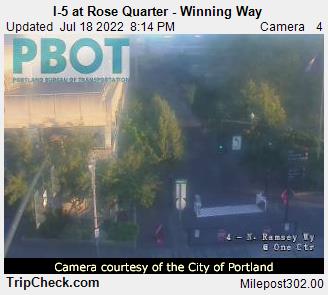 I-5 at Rose Quarter - Winning Way
Updated Jul 18 2022 8:14 PM Camera 4
PBOT
PORTLAND BUREAU OF TRANSPORTATION
4 - N. Ramsey Wy
@ One Ctr
Camera courtesy of the City of Portland
TripCheck.com Milepost302.00